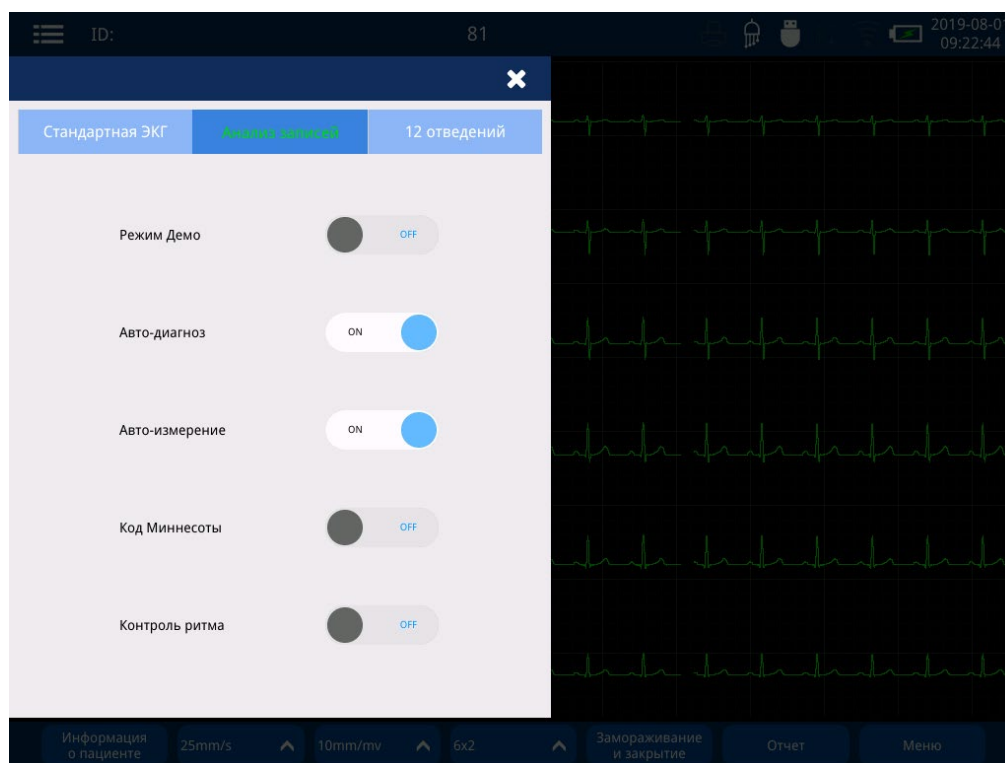 ID:
81
2019-08-01
09:22:44
Стандартная ЭКГ
Анализ записей
12 отведений
Режим Демо
OFF
Авто-диагноз
ON
Авто-измерение
ON
Код Миннесоты
OFF
Контроль ритма
OFF
Информация
о пациенте
25mm/s
10mm/mv
6x2
Замораживание
и закрытие
Отчет
Меню